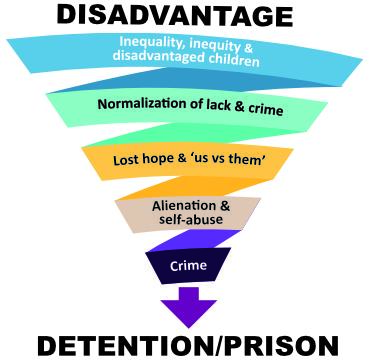 DISADVANTAGE
Inequality, inequity &
disadvantaged children
Normalization of lack & crime
Lost hope & ‘us vs them’
Alienation &
self-abuse
Crime
DETENTION/PRISON